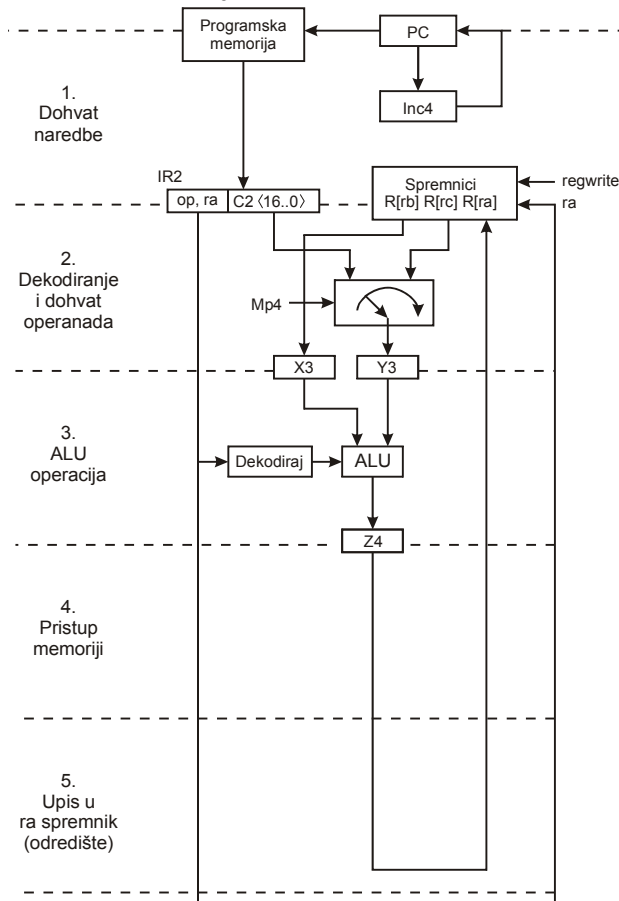 Programska
memorija
PC
1.
Dohvat
naredbe
Inc4
IR2
op, ra
C2 ⟨16..0⟩
Spremnici
R[rb] R[rc] R[ra]
regwrite
ra
2.
Dekodiranje
i dohvat
operanada
Mp4
X3
Y3
3.
ALU
operacija
Dekodiraj
ALU
Z4
4.
Pristup
memoriji
5.
Upis u
ra spremnik
(odredište)